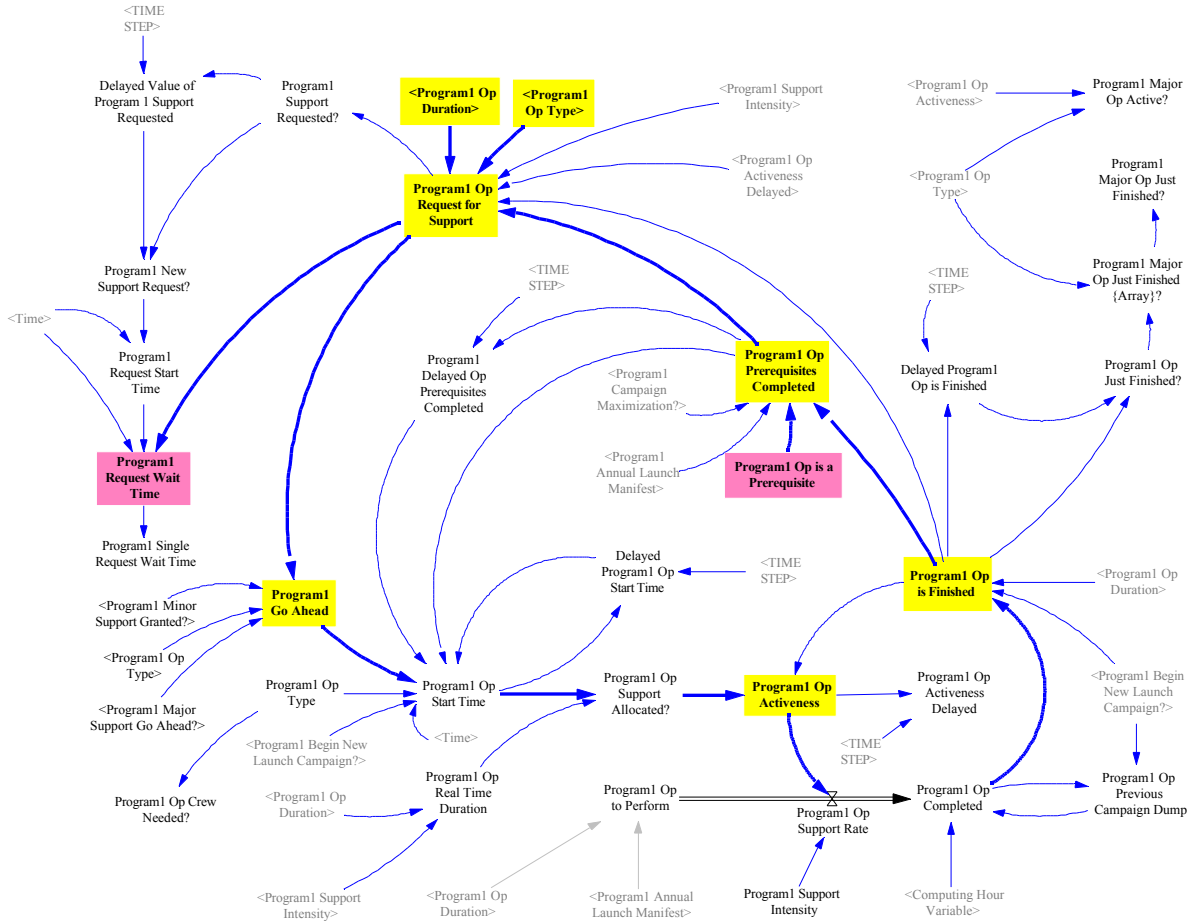 <TIME
STEP>
Delayed Value of
Program 1 Support
Requested
Program1
Support
Requested?
<Program1 Op
Duration>
<Program1
Op Type>
<Program1 Support
Intensity>
<Program1 Op
Activeness>
Program1 Major
Op Active?
<Program1 Op
Activeness
Delayed>
Program1 Op
Request for
Support
<Program1 Op
Type>
Program1
Major Op Just
Finished?
Program1 New
Support Request?
<TIME
STEP>
<TIME
STEP>
Program1 Major
Op Just Finished
{Array}?
<Time>
Program1
Request Start
Time
Program1
Delayed Op
Prerequisites
Completed
Program1 Op
Prerequisites
Completed
<Program1
Campaign
Maximization?>
Delayed Program1
Op is Finished
Program1 Op
Just Finished?
Program1
Request Wait
Time
<Program1
Annual Launch
Manifest>
Program1 Op is a
Prerequisite
Program1 Single
Request Wait Time
Delayed
Program1 Op
Start Time
<TIME
STEP>
Program1 Op
is Finished
<Program1 Op
Duration>
Program1
Go Ahead
<Program1 Minor
Support Granted?>
<Program1 Op
Type>
<Program1 Major
Support Go Ahead?>
Program1 Op
Type
Program1 Op
Start Time
Program1 Op
Support
Allocated?
Program1 Op
Activeness
Program1 Op
Activeness
Delayed
<Program1 Begin
New Launch
Campaign?>
<Program1 Begin New
Launch Campaign?>
<Time>
<TIME
STEP>
Program1 Op Crew
Needed?
<Program1 Op
Duration>
Program1 Op
Real Time
Duration
Program1 Op
to Perform
Program1 Op
Support Rate
Program1 Op
Completed
Program1 Op
Previous
Campaign Dump
<Program1 Support
Intensity>
<Program1 Op
Duration>
<Program1 Annual
Launch Manifest>
Program1 Support
Intensity
<Computing Hour
Variable>